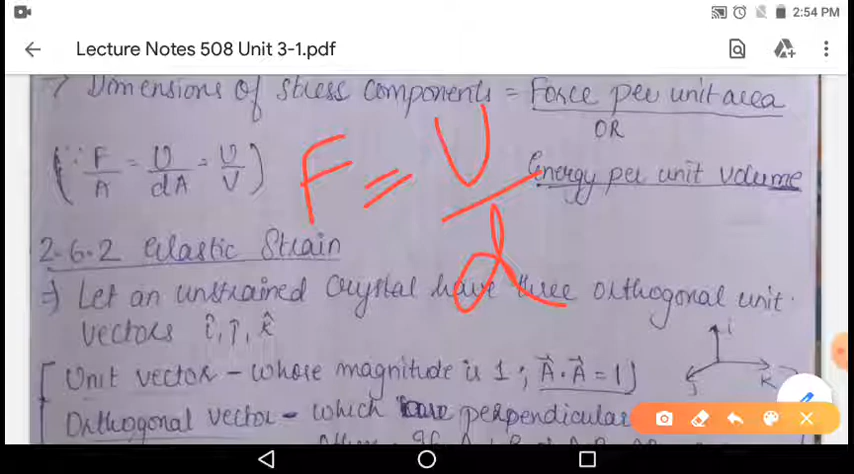 2:54 PM
Lecture Notes 508 Unit 3-1.pdf
→ Dimensions of stress components = Force per unit area
OR
(∵ F/A = U/dA = U/V) Energy per unit volume
F = U/d
2.6.2 Elastic Strain
⇒ Let an unstrained Crystal have three Orthogonal unit
vectors î, ĵ, k̂
[Unit vector - whose magnitude is 1 ; A⃗·A⃗ = 1]
Orthogonal vector - which are perpendicular